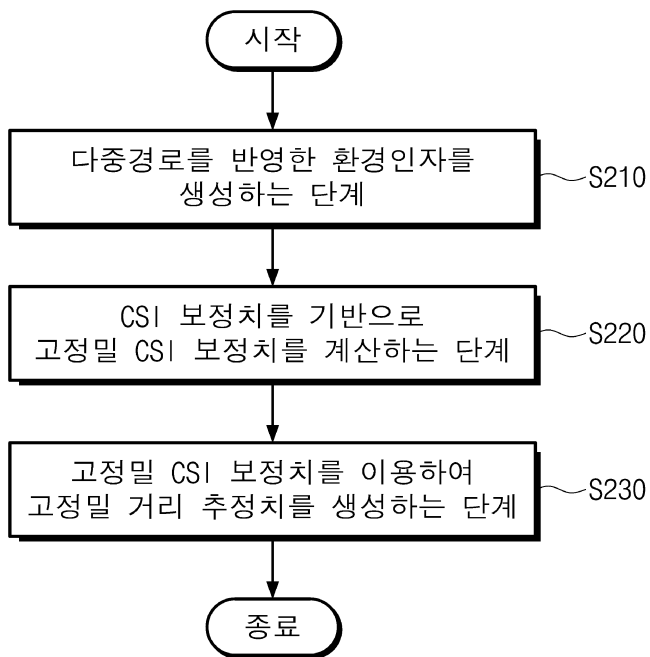 시작
다중경로를 반영한 환경인자를
생성하는 단계
S210
CSI 보정치를 기반으로
고정밀 CSI 보정치를 계산하는 단계
S220
고정밀 CSI 보정치를 이용하여
고정밀 거리 추정치를 생성하는 단계
S230
종료